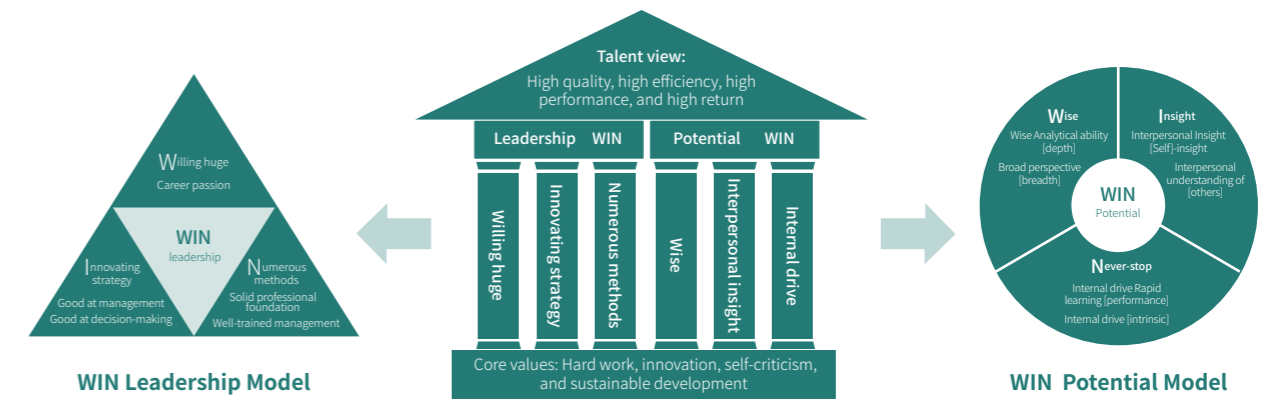 Willing huge
Career passion
WIN
leadership
Innovating
strategy
Good at management
Good at decision-making
Numerous
methods
Solid professional
foundation
Well-trained management
WIN Leadership Model
Talent view:
High quality, high efficiency, high
performance, and high return
Leadership WIN
Potential WIN
Willing huge
Innovating strategy
Numerous methods
Wise
Interpersonal insight
Internal drive
Core values: Hard work, innovation, self-criticism,
and sustainable development
Wise
Wise Analytical ability
[depth]
Broad perspective
[breadth]
Insight
Interpersonal Insight
[Self]-insight
Interpersonal
understanding of
[others]
WIN
Potential
Never-stop
Internal drive Rapid
learning [performance]
Internal drive [intrinsic]
WIN Potential Model